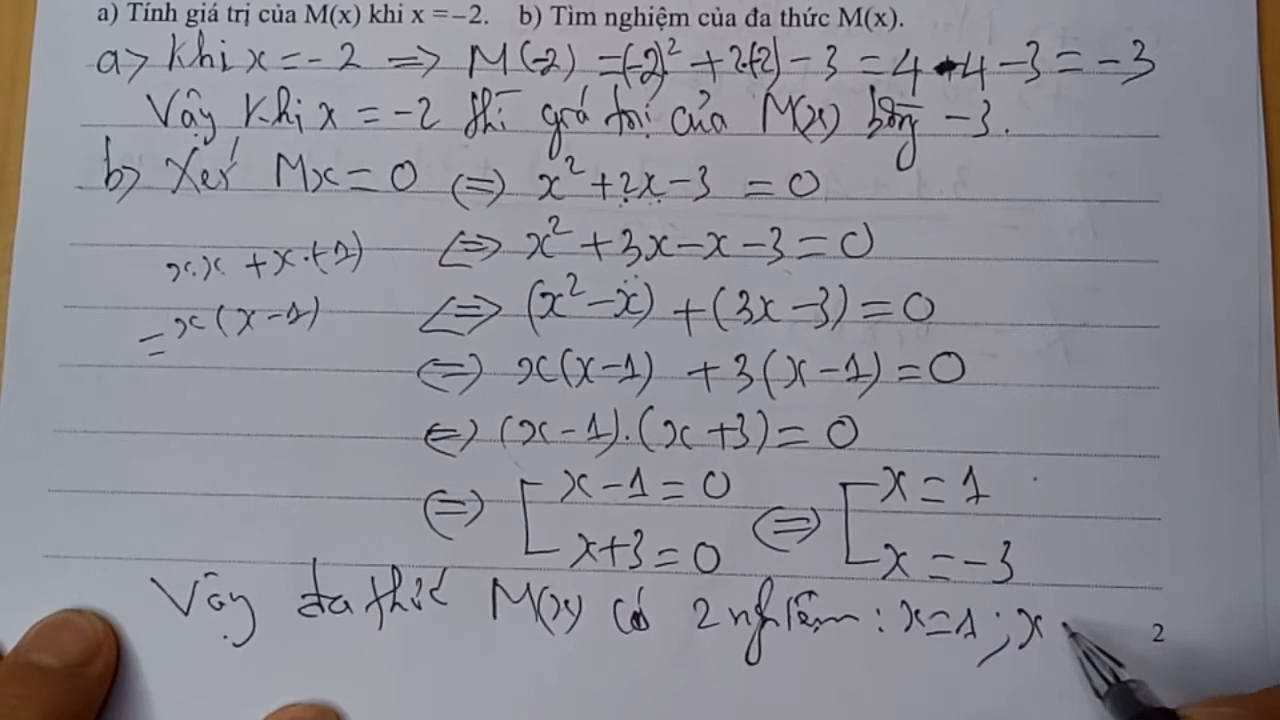 a) Tính giá trị của M(x) khi x = −2. b) Tìm nghiệm của đa thức M(x).
a> Khi x = -2 => M(-2) = (-2)² + 2.(-2) - 3 = 4 - 4 - 3 = -3
Vậy khi x = -2 thì giá trị của M(x) bằng -3.
b> Xét Mx = 0 <=> x² + 2x - 3 = 0
<=> x² + 3x - x - 3 = 0
x.x + x.(-1)
<=> (x² - x) + (3x - 3) = 0
= x(x-1)
<=> x(x-1) + 3(x-1) = 0
<=> (x-1).(x+3) = 0
<=> [ x-1 = 0 <=> [ x = 1
x+3 = 0 x = -3
Vậy đa thức M(x) có 2 nghiệm: x=1; x
2